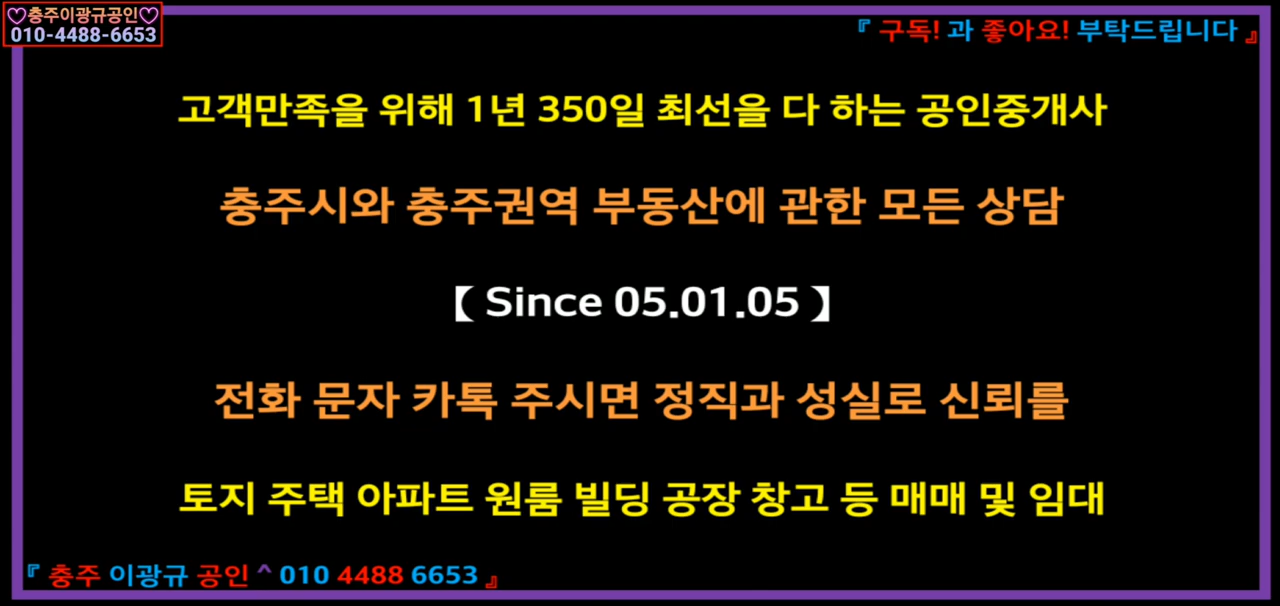 ♡충주이광규공인♡
010-4488-6653
『 구독! 과 좋아요! 부탁드립니다 』
고객만족을 위해 1년 350일 최선을 다 하는 공인중개사
충주시와 충주권역 부동산에 관한 모든 상담
【 Since 05.01.05 】
전화 문자 카톡 주시면 정직과 성실로 신뢰를
토지 주택 아파트 원룸 빌딩 공장 창고 등 매매 및 임대
『 충주 이광규 공인 ^ 010 4488 6653 』